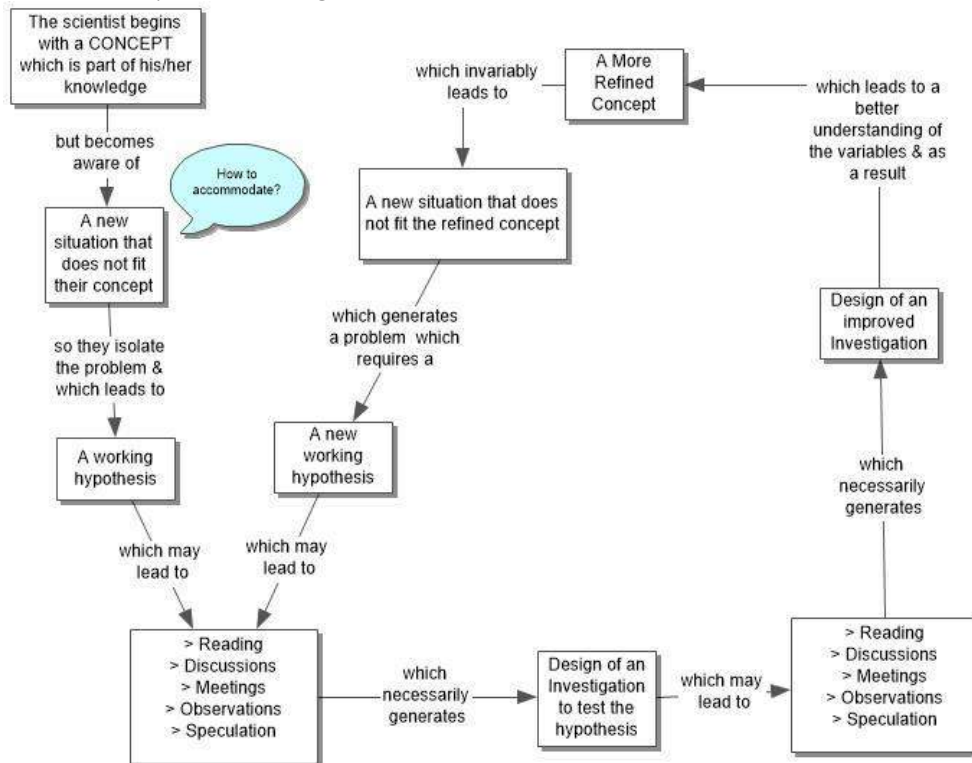 The scientist begins
with a CONCEPT
which is part of his/her
knowledge
but becomes
aware of
How to
accommodate?
A new
situation that
does not fit
their concept
so they isolate
the problem &
which leads to
A working
hypothesis
which may
lead to
> Reading
> Discussions
> Meetings
> Observations
> Speculation
which
necessarily
generates
Design of an
Investigation
to test the
hypothesis
which may
lead to
> Reading
> Discussions
> Meetings
> Observations
> Speculation
which
necessarily
generates
Design of an
improved
Investigation
which leads to a
better
understanding of
the variables & as
a result
A More
Refined
Concept
which invariably
leads to
A new situation that does
not fit the refined concept
which generates
a problem which
requires a
A new
working
hypothesis
which may
lead to